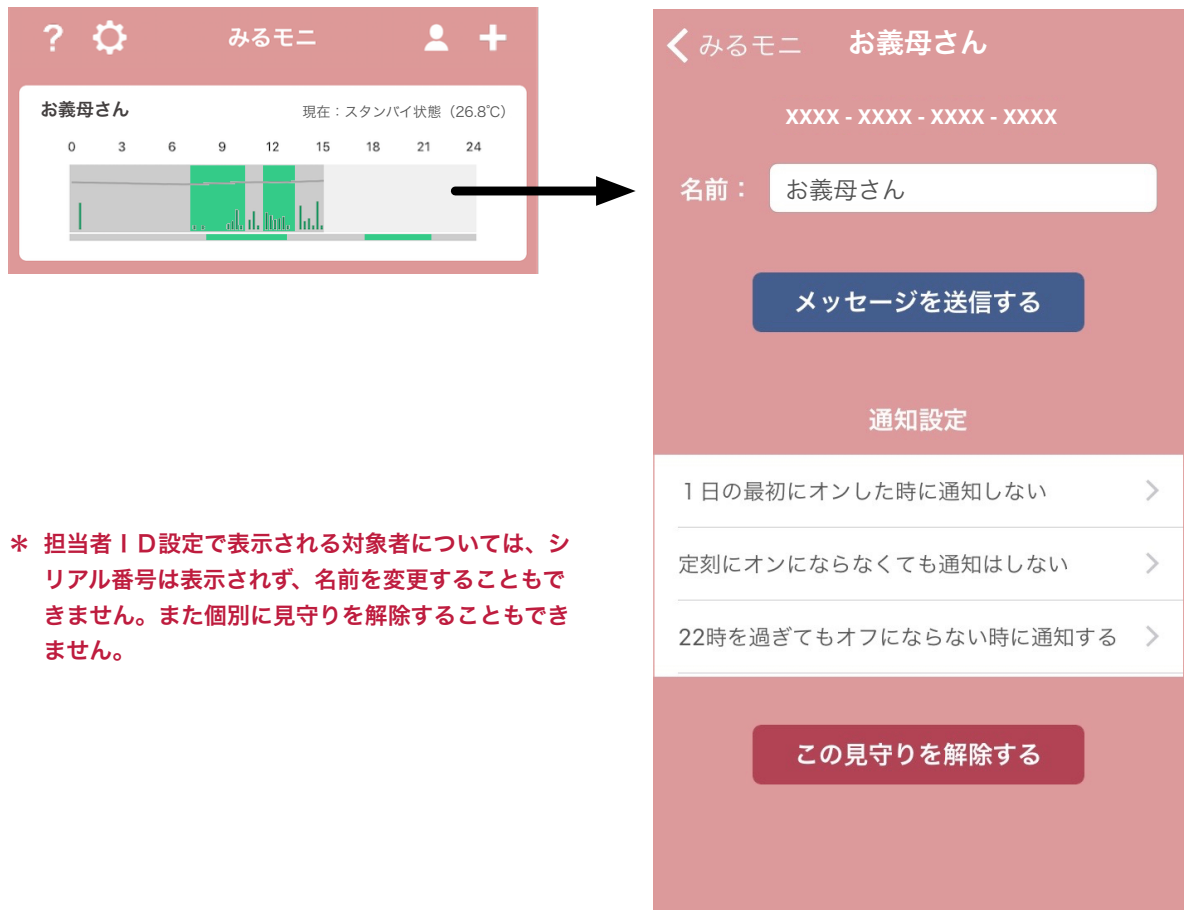 ? みるモニ +
お義母さん 現在：スタンバイ状態（26.8℃）
0 3 6 9 12 15 18 21 24
＊ 担当者ＩＤ設定で表示される対象者については、シ
リアル番号は表示されず、名前を変更することもで
きません。また個別に見守りを解除することもでき
ません。
みるモニ お義母さん
XXXX - XXXX - XXXX - XXXX
名前： お義母さん
メッセージを送信する
通知設定
１日の最初にオンした時に通知しない
定刻にオンにならなくても通知はしない
22時を過ぎてもオフにならない時に通知する
この見守りを解除する